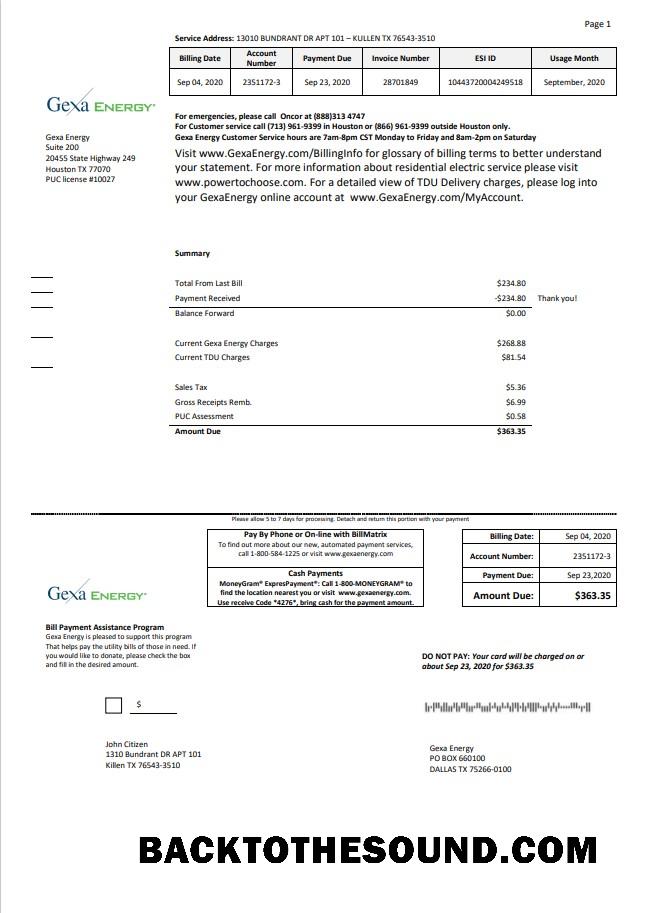 Page 1
Service Address: 13010 BUNDRANT DR APT 101 – KULLEN TX 76543-3510
Billing Date Account Number Payment Due Invoice Number ESI ID Usage Month
Sep 04, 2020 2351172-3 Sep 23, 2020 28701849 10443720004249518 September, 2020
Gexa ENERGY
Gexa Energy
Suite 200
20455 State Highway 249
Houston TX 77070
PUC license #10027
For emergencies, please call Oncor at (888)313 4747
For Customer service call (713) 961-9399 in Houston or (866) 961-9399 outside Houston only.
Gexa Energy Customer Service hours are 7am-8pm CST Monday to Friday and 8am-2pm on Saturday
Visit www.GexaEnergy.com/BillingInfo for glossary of billing terms to better understand
your statement. For more information about residential electric service please visit
www.powertochoose.com. For a detailed view of TDU Delivery charges, please log into
your GexaEnergy online account at www.GexaEnergy.com/MyAccount.
Summary
Total From Last Bill $234.80
Payment Received -$234.80 Thank you!
Balance Forward $0.00
Current Gexa Energy Charges $268.88
Current TDU Charges $81.54
Sales Tax $5.36
Gross Receipts Remb. $6.99
PUC Assessment $0.58
Amount Due $363.35
Please allow 5 to 7 days for processing. Detach and return this portion with your payment
Pay By Phone or On-line with BillMatrix
To find out more about our new, automated payment services,
call 1-800-584-1225 or visit www.gexaenergy.com
Cash Payments
MoneyGram® ExpresPayment®: Call 1-800-MONEYGRAM® to
find the location nearest you or visit www.gexaenergy.com.
Use receive Code *4276*, bring cash for the payment amount.
Billing Date: Sep 04, 2020
Account Number: 2351172-3
Payment Due: Sep 23,2020
Amount Due: $363.35
Gexa ENERGY
Bill Payment Assistance Program
Gexa Energy is pleased to support this program
That helps pay the utility bills of those in need. If
you would like to donate, please check the box
and fill in the desired amount.
$
DO NOT PAY: Your card will be charged on or
about Sep 23, 2020 for $363.35
John Citizen
1310 Bundrant DR APT 101
Killen TX 76543-3510
Gexa Energy
PO BOX 660100
DALLAS TX 75266-0100
BACKTOTHESOUND.COM